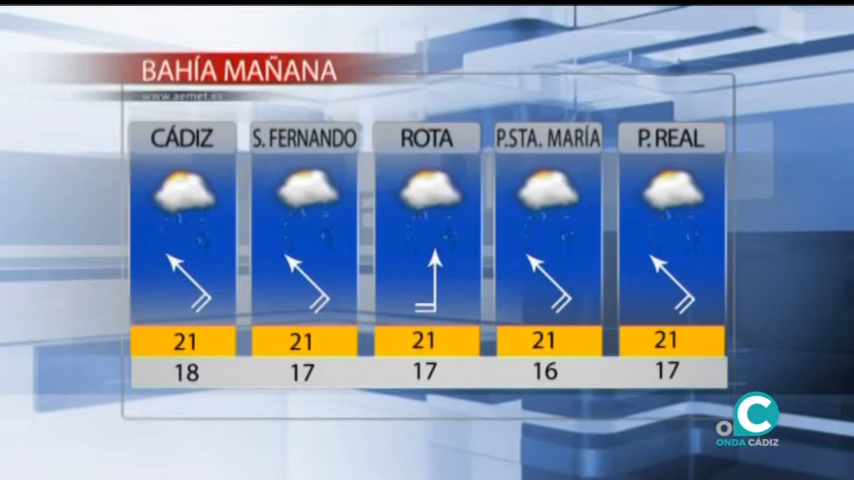 BAHÍA MAÑANA
www.aemet.es
CÁDIZ
S. FERNANDO
ROTA
P.STA. MARÍA
P. REAL
21
21
21
21
21
18
17
17
16
17
OC
ONDA CÁDIZ